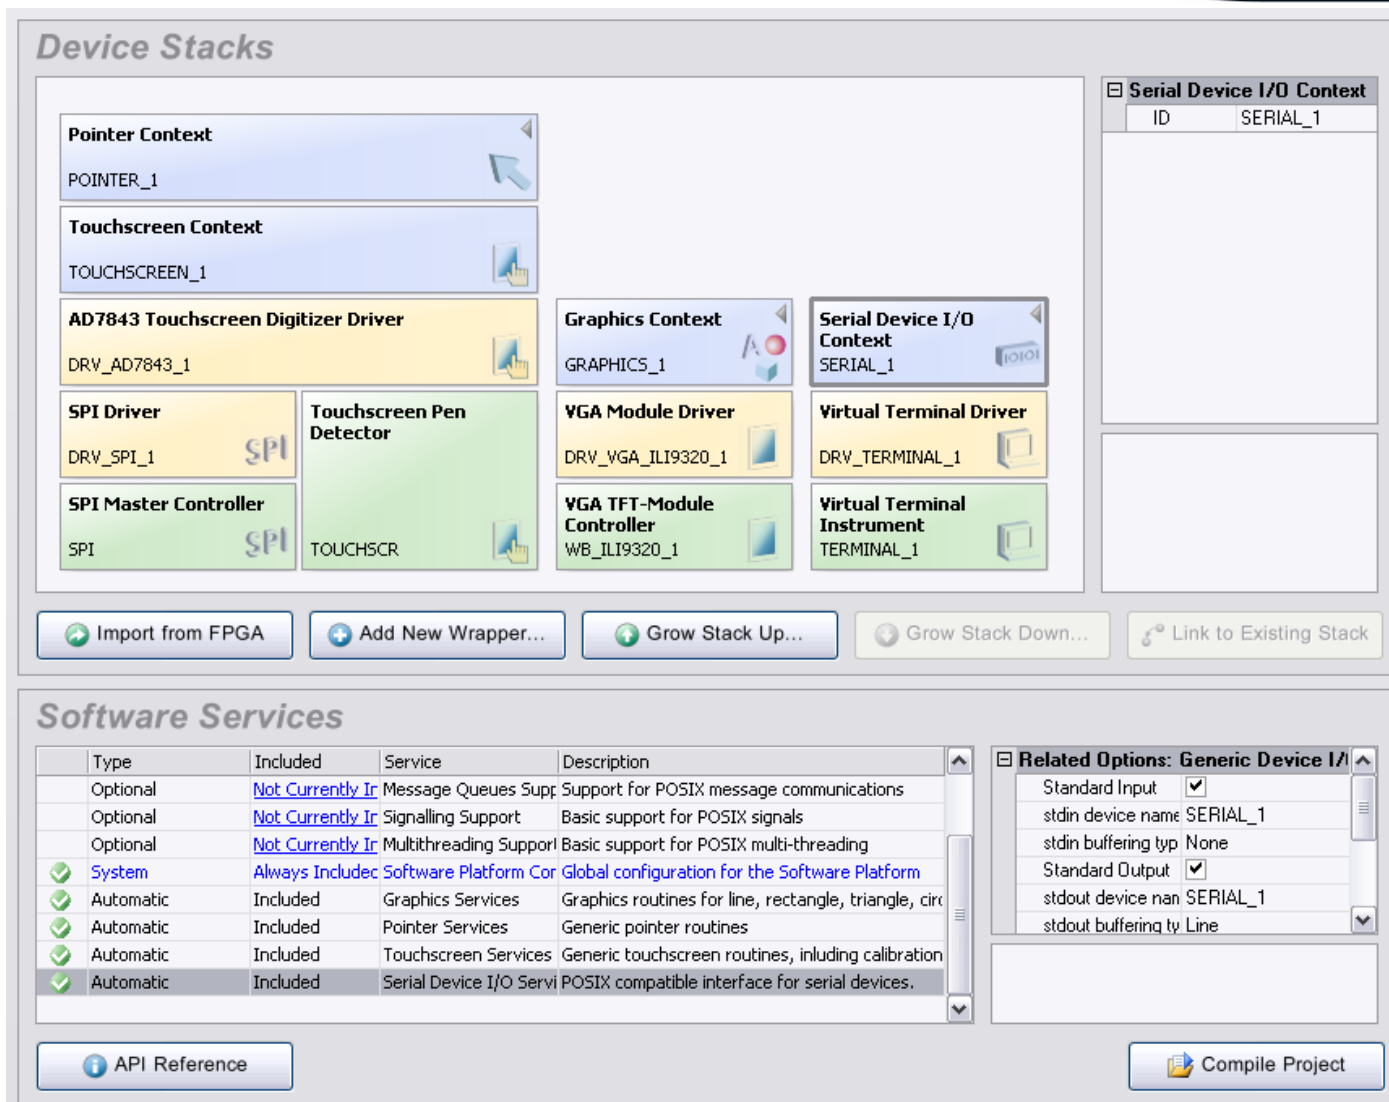 Device Stacks
Pointer Context
POINTER_1
Touchscreen Context
TOUCHSCREEN_1
AD7843 Touchscreen Digitizer Driver
DRV_AD7843_1
Graphics Context
GRAPHICS_1
Serial Device I/O
Context
SERIAL_1
10101
SPI Driver
DRV_SPI_1
SPI
Touchscreen Pen
Detector
TOUCHSCR
VGA Module Driver
DRV_VGA_ILI9320_1
Virtual Terminal Driver
DRV_TERMINAL_1
SPI Master Controller
SPI
SPI
VGA TFT-Module
Controller
WB_ILI9320_1
Virtual Terminal
Instrument
TERMINAL_1
Serial Device I/O Context
ID SERIAL_1
Import from FPGA
Add New Wrapper...
Grow Stack Up...
Grow Stack Down...
Link to Existing Stack
Software Services
Type Included Service Description
Optional Not Currently Ir Message Queues Supp Support for POSIX message communications
Optional Not Currently Ir Signalling Support Basic support for POSIX signals
Optional Not Currently Ir Multithreading Support Basic support for POSIX multi-threading
System Always Included Software Platform Cor Global configuration for the Software Platform
Automatic Included Graphics Services Graphics routines for line, rectangle, triangle, circ
Automatic Included Pointer Services Generic pointer routines
Automatic Included Touchscreen Services Generic touchscreen routines, inluding calibration
Automatic Included Serial Device I/O Servi POSIX compatible interface for serial devices.
Related Options: Generic Device I/
Standard Input
stdin device name SERIAL_1
stdin buffering typ None
Standard Output
stdout device nan SERIAL_1
stdout buffering ty Line
API Reference
Compile Project